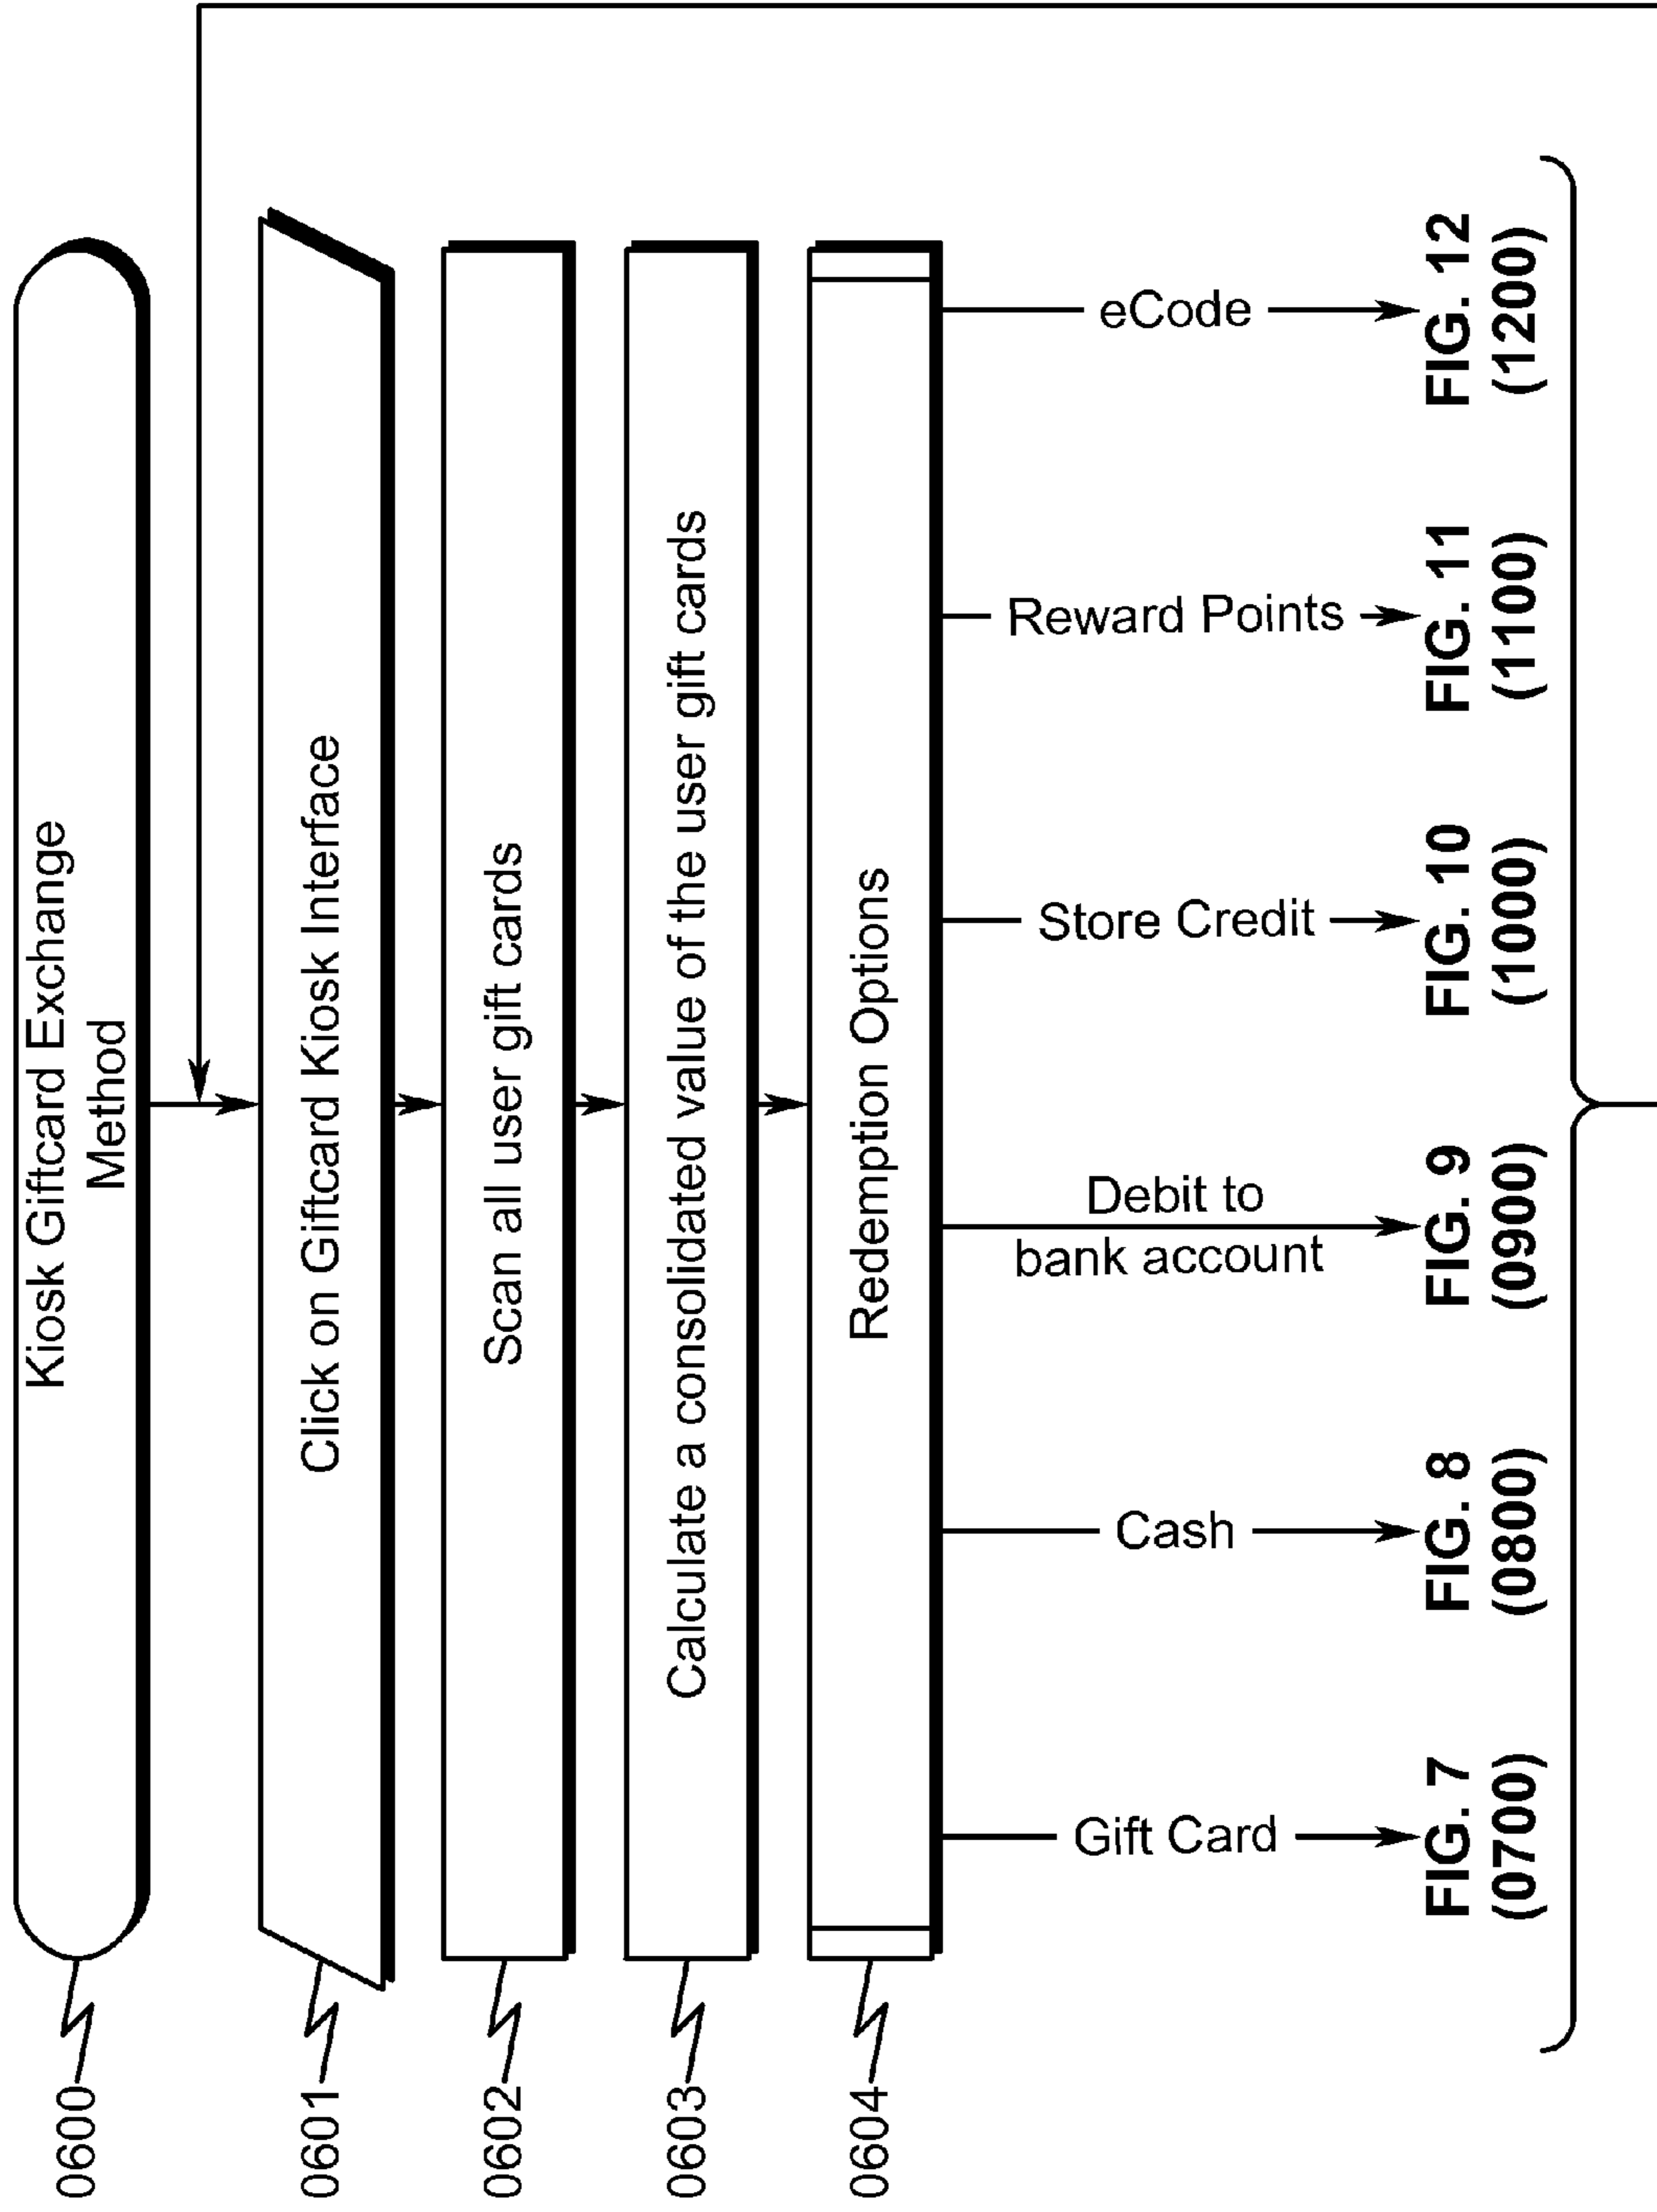 0600
Kiosk Giftcard Exchange
Method
0601
Click on Giftcard Kiosk Interface
0602
Scan all user gift cards
0603
Calculate a consolidated value of the user gift cards
0604
Redemption Options
Gift Card
Cash
Debit to
bank account
Store Credit
Reward Points
eCode
FIG. 7
(0700)
FIG. 8
(0800)
FIG. 9
(0900)
FIG. 10
(1000)
FIG. 11
(1100)
FIG. 12
(1200)